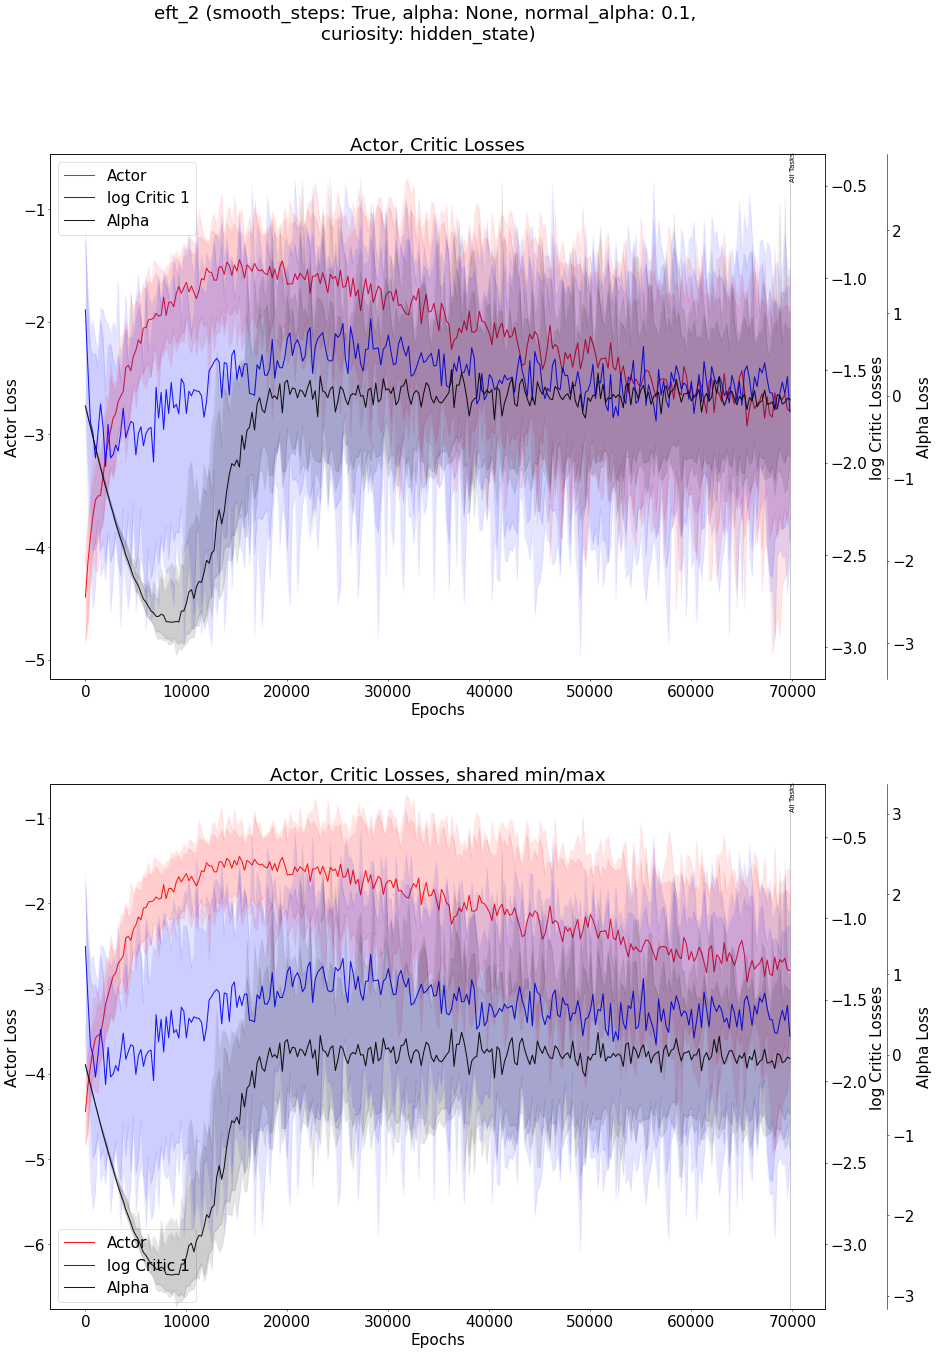 eft_2 (smooth_steps: True, alpha: None, normal_alpha: 0.1,
curiosity: hidden_state)
Actor, Critic Losses
Actor
log Critic 1
Alpha
All Tasks
−1
−2
−3
−4
−5
Actor Loss
−0.5
−1.0
−1.5
−2.0
−2.5
−3.0
log Critic Losses
2
1
0
−1
−2
−3
Alpha Loss
0
10000
20000
30000
40000
50000
60000
70000
Epochs
Actor, Critic Losses, shared min/max
All Tasks
−1
−2
−3
−4
−5
−6
Actor Loss
Actor
log Critic 1
Alpha
−0.5
−1.0
−1.5
−2.0
−2.5
−3.0
log Critic Losses
3
2
1
0
−1
−2
−3
Alpha Loss
0
10000
20000
30000
40000
50000
60000
70000
Epochs